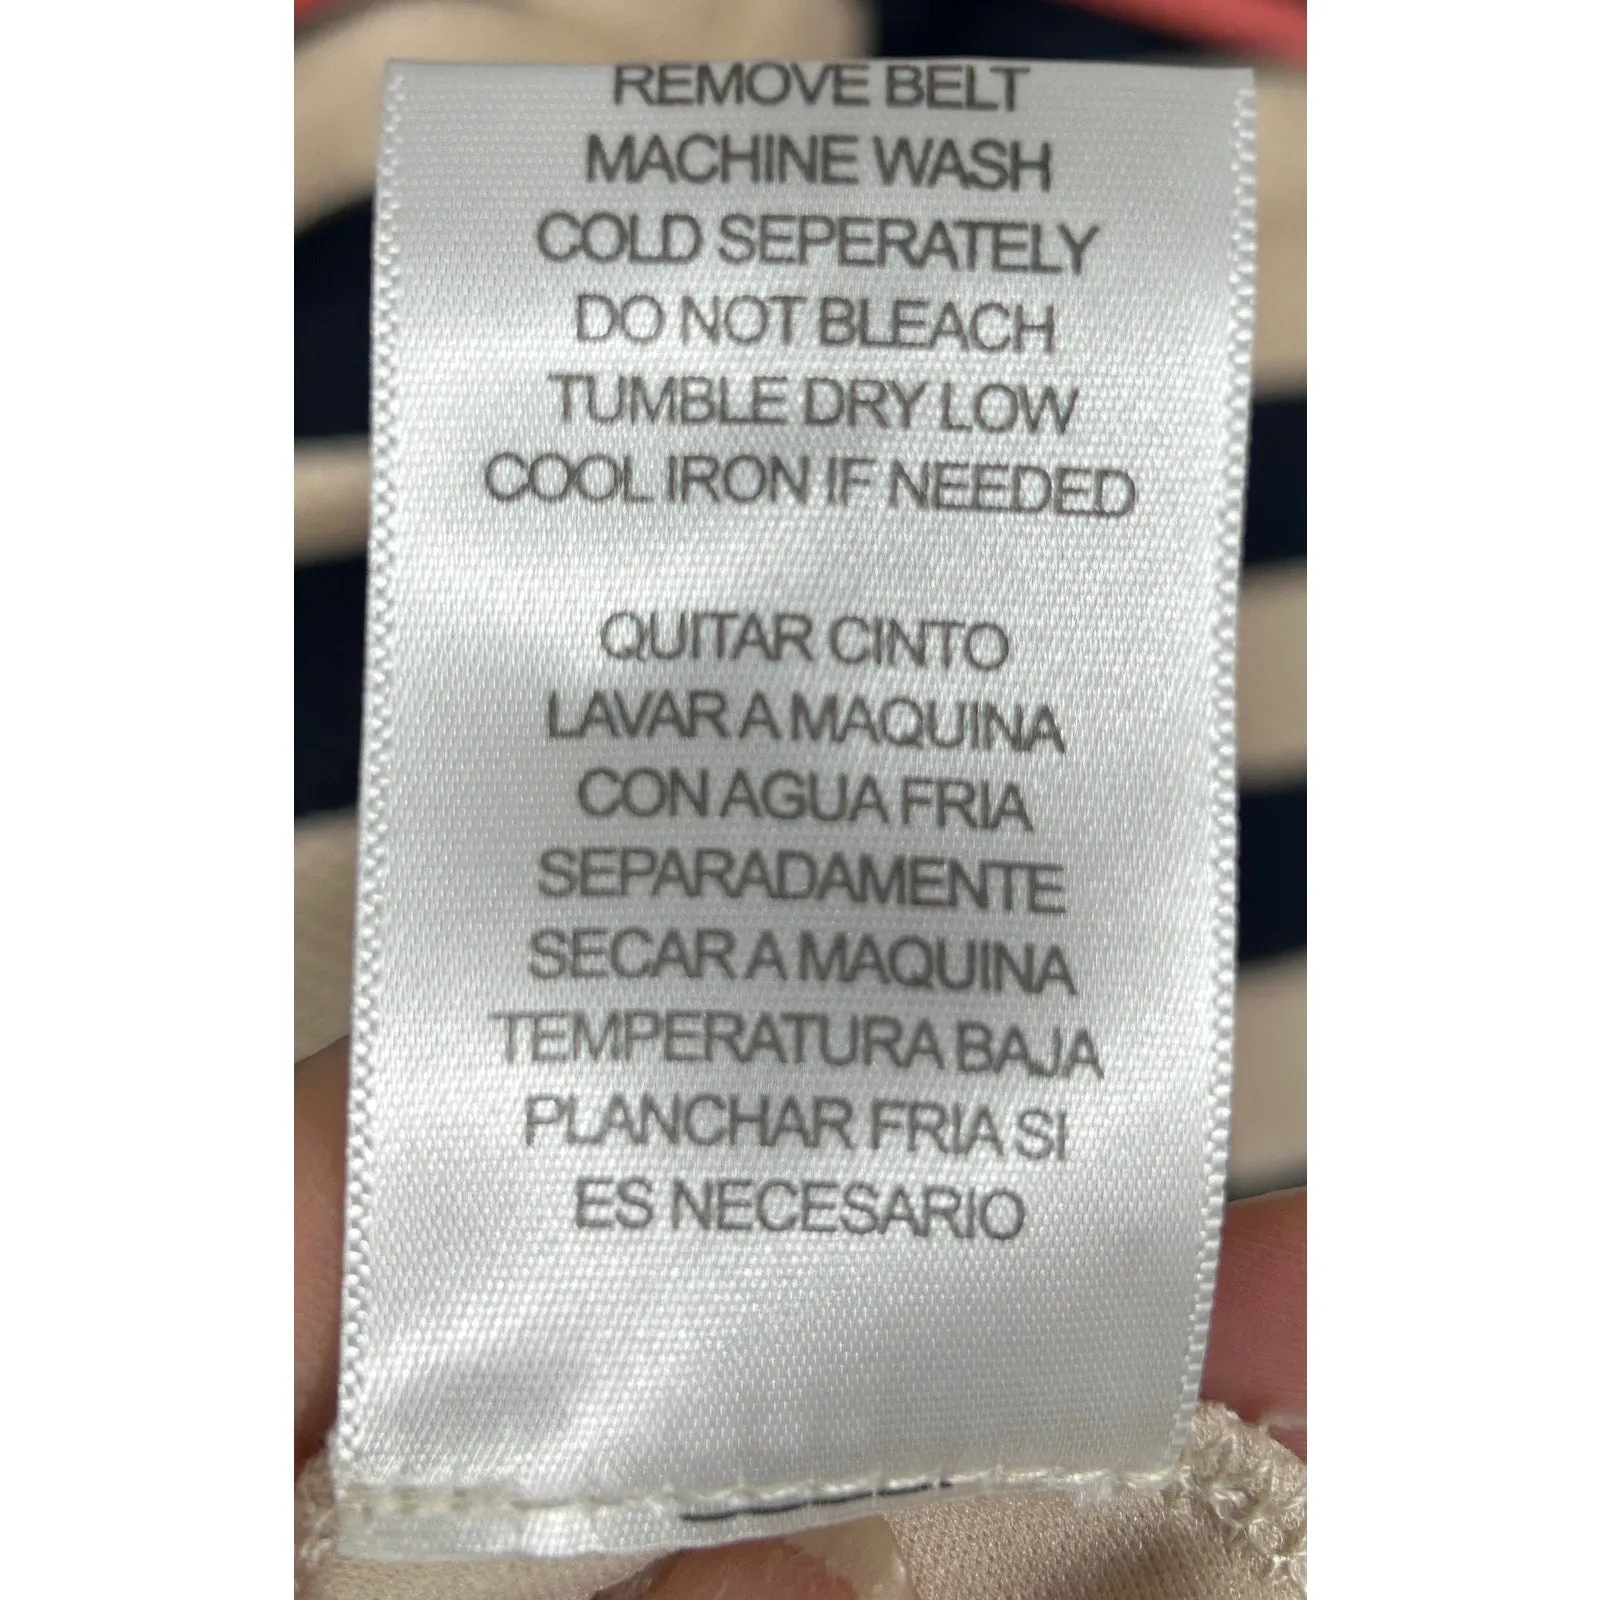 REMOVE BELT
MACHINE WASH
COLD SEPERATELY
DO NOT BLEACH
TUMBLE DRY LOW
COOL IRON IF NEEDED
QUITAR CINTO
LAVAR A MAQUINA
CON AGUA FRIA
SEPARADAMENTE
SECAR A MAQUINA
TEMPERATURA BAJA
PLANCHAR FRIA SI
ES NECESARIO